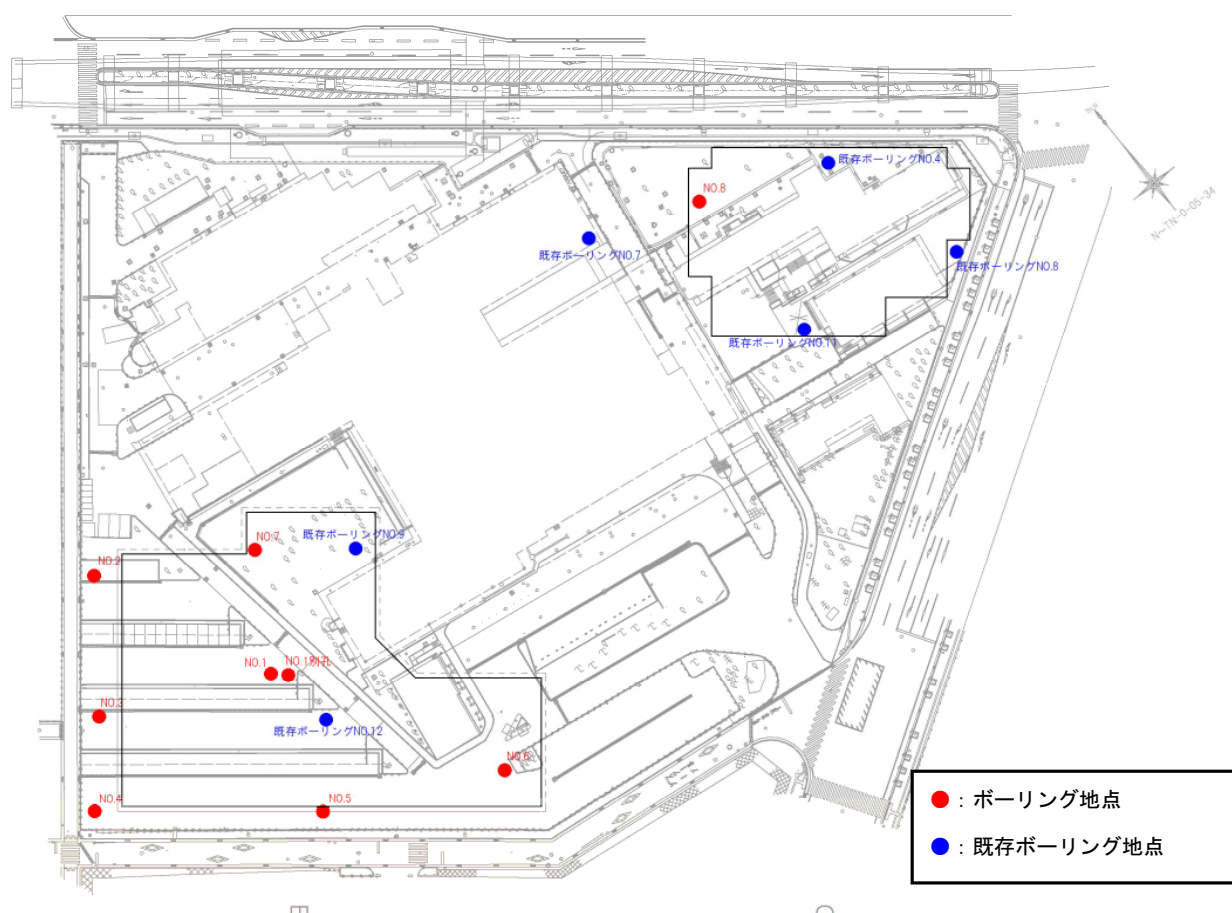 既存ボーリングNO.4
NO.8
既存ボーリングNO.7
既存ボーリングNO.8
N-TN-0-05-34
既存ボーリングNO.11
既存ボーリングNO.9
NO.7
NO.2
NO.1
NO.1別孔
NO.3
既存ボーリングNO.12
NO.6
NO.4
NO.5
：ボーリング地点
：既存ボーリング地点